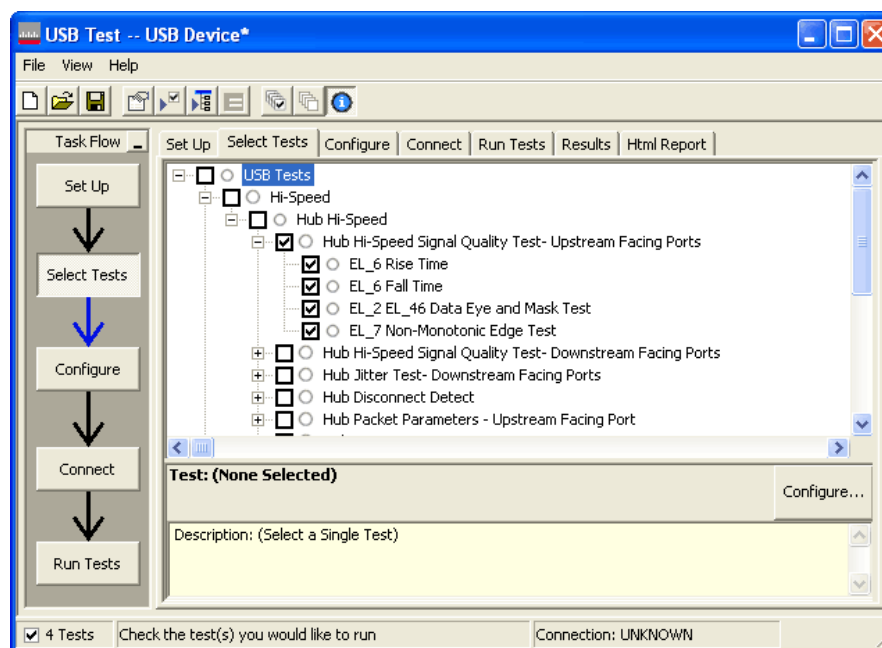 USB Test -- USB Device*
File View Help
Task Flow
Set Up Select Tests Configure Connect Run Tests Results Html Report
Set Up
Select Tests
Configure
Connect
Run Tests
USB Tests
Hi-Speed
Hub Hi-Speed
Hub Hi-Speed Signal Quality Test- Upstream Facing Ports
EL_6 Rise Time
EL_6 Fall Time
EL_2 EL_46 Data Eye and Mask Test
EL_7 Non-Monotonic Edge Test
Hub Hi-Speed Signal Quality Test- Downstream Facing Ports
Hub Jitter Test- Downstream Facing Ports
Hub Disconnect Detect
Hub Packet Parameters - Upstream Facing Port
Test: (None Selected)
Configure...
Description: (Select a Single Test)
4 Tests Check the test(s) you would like to run Connection: UNKNOWN